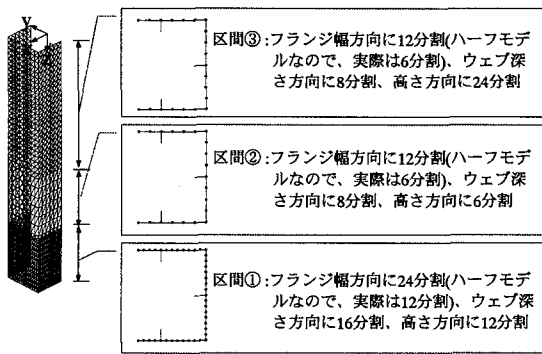 y
区間③:フランジ幅方向に12分割(ハーフモデ
ルなので、実際は6分割)、ウェブ深
さ方向に8分割、高さ方向に24分割
区間②:フランジ幅方向に12分割(ハーフモデ
ルなので、実際は6分割)、ウェブ深
さ方向に8分割、高さ方向に6分割
区間①:フランジ幅方向に24分割(ハーフモデ
ルなので、実際は12分割)、ウェブ深
さ方向に16分割、高さ方向に12分割